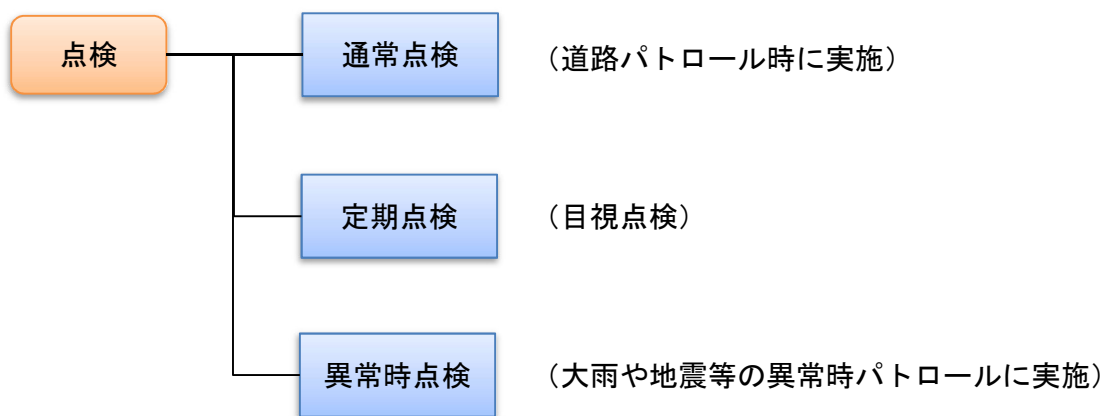 点検
通常点検
（道路パトロール時に実施）
定期点検
（目視点検）
異常時点検
（大雨や地震等の異常時パトロールに実施）